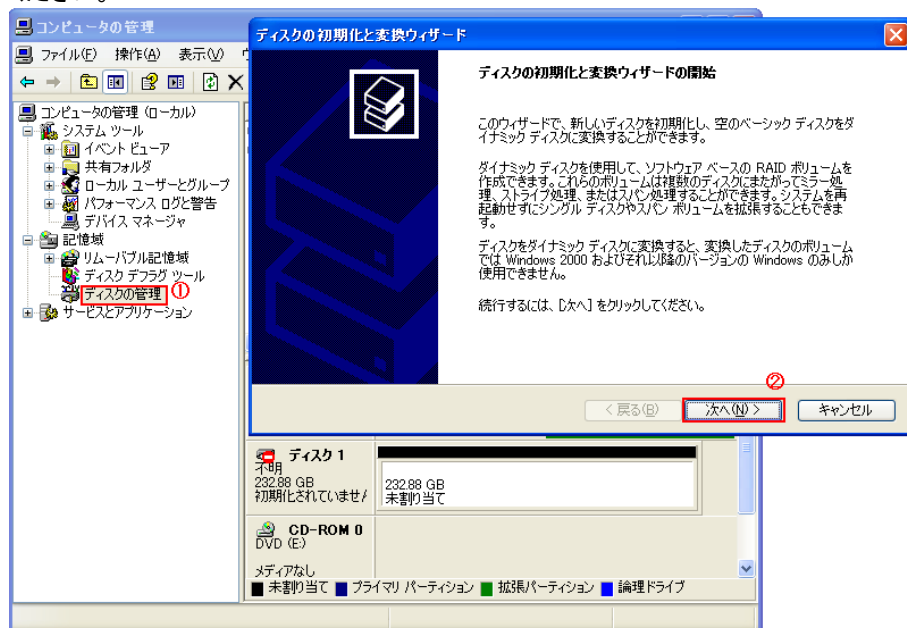 ださい。
コンピュータの管理
ファイル(F) 操作(A) 表示(V)
コンピュータの管理 (ローカル)
システム ツール
イベント ビューア
共有フォルダ
ローカル ユーザーとグループ
パフォーマンス ログと警告
デバイス マネージャ
記憶域
リムーバブル記憶域
ディスク デフラグ ツール
ディスクの管理 ①
サービスとアプリケーション
ディスクの初期化と変換ウィザード
ディスクの初期化と変換ウィザードの開始
このウィザードで、新しいディスクを初期化し、空のベーシック ディスクをダ
イナミック ディスクに変換することができます。
ダイナミック ディスクを使用して、ソフトウェア ベースの RAID ボリュームを
作成できます。これらのボリュームは複数のディスクにまたがってミラー処
理、ストライプ処理、またはスパン処理することができます。システムを再
起動せずにシングル ディスクやスパン ボリュームを拡張することもできま
す。
ディスクをダイナミック ディスクに変換すると、変換したディスクのボリューム
では Windows 2000 およびそれ以降のバージョンの Windows のみしか
使用できません。
続行するには、[次へ] をクリックしてください。
②
< 戻る(B) 次へ(N) > キャンセル
ディスク 1
不明
232.88 GB
初期化されていませ
232.88 GB
未割り当て
CD-ROM 0
DVD (E:)
メディアなし
未割り当て プライマリ パーティション 拡張パーティション 論理ドライブ